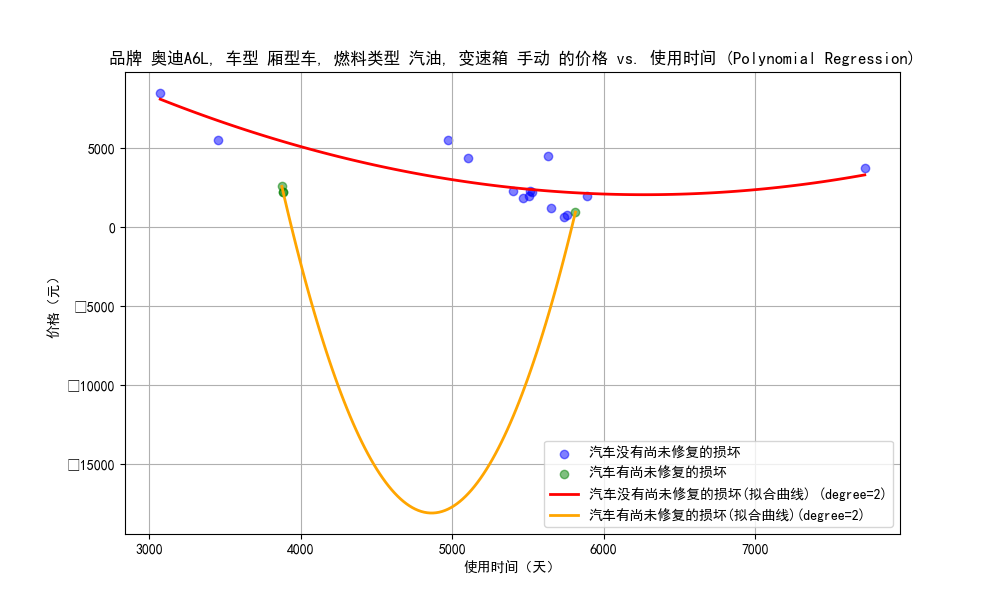 品牌 奥迪A6L, 车型 厢型车, 燃料类型 汽油, 变速箱 手动 的价格 vs. 使用时间 (Polynomial Regression)
价格（元）
5000
0
□5000
□10000
□15000
汽车没有尚未修复的损坏
汽车有尚未修复的损坏
汽车没有尚未修复的损坏(拟合曲线) (degree=2)
汽车有尚未修复的损坏(拟合曲线)(degree=2)
3000 4000 5000 6000 7000
使用时间（天）